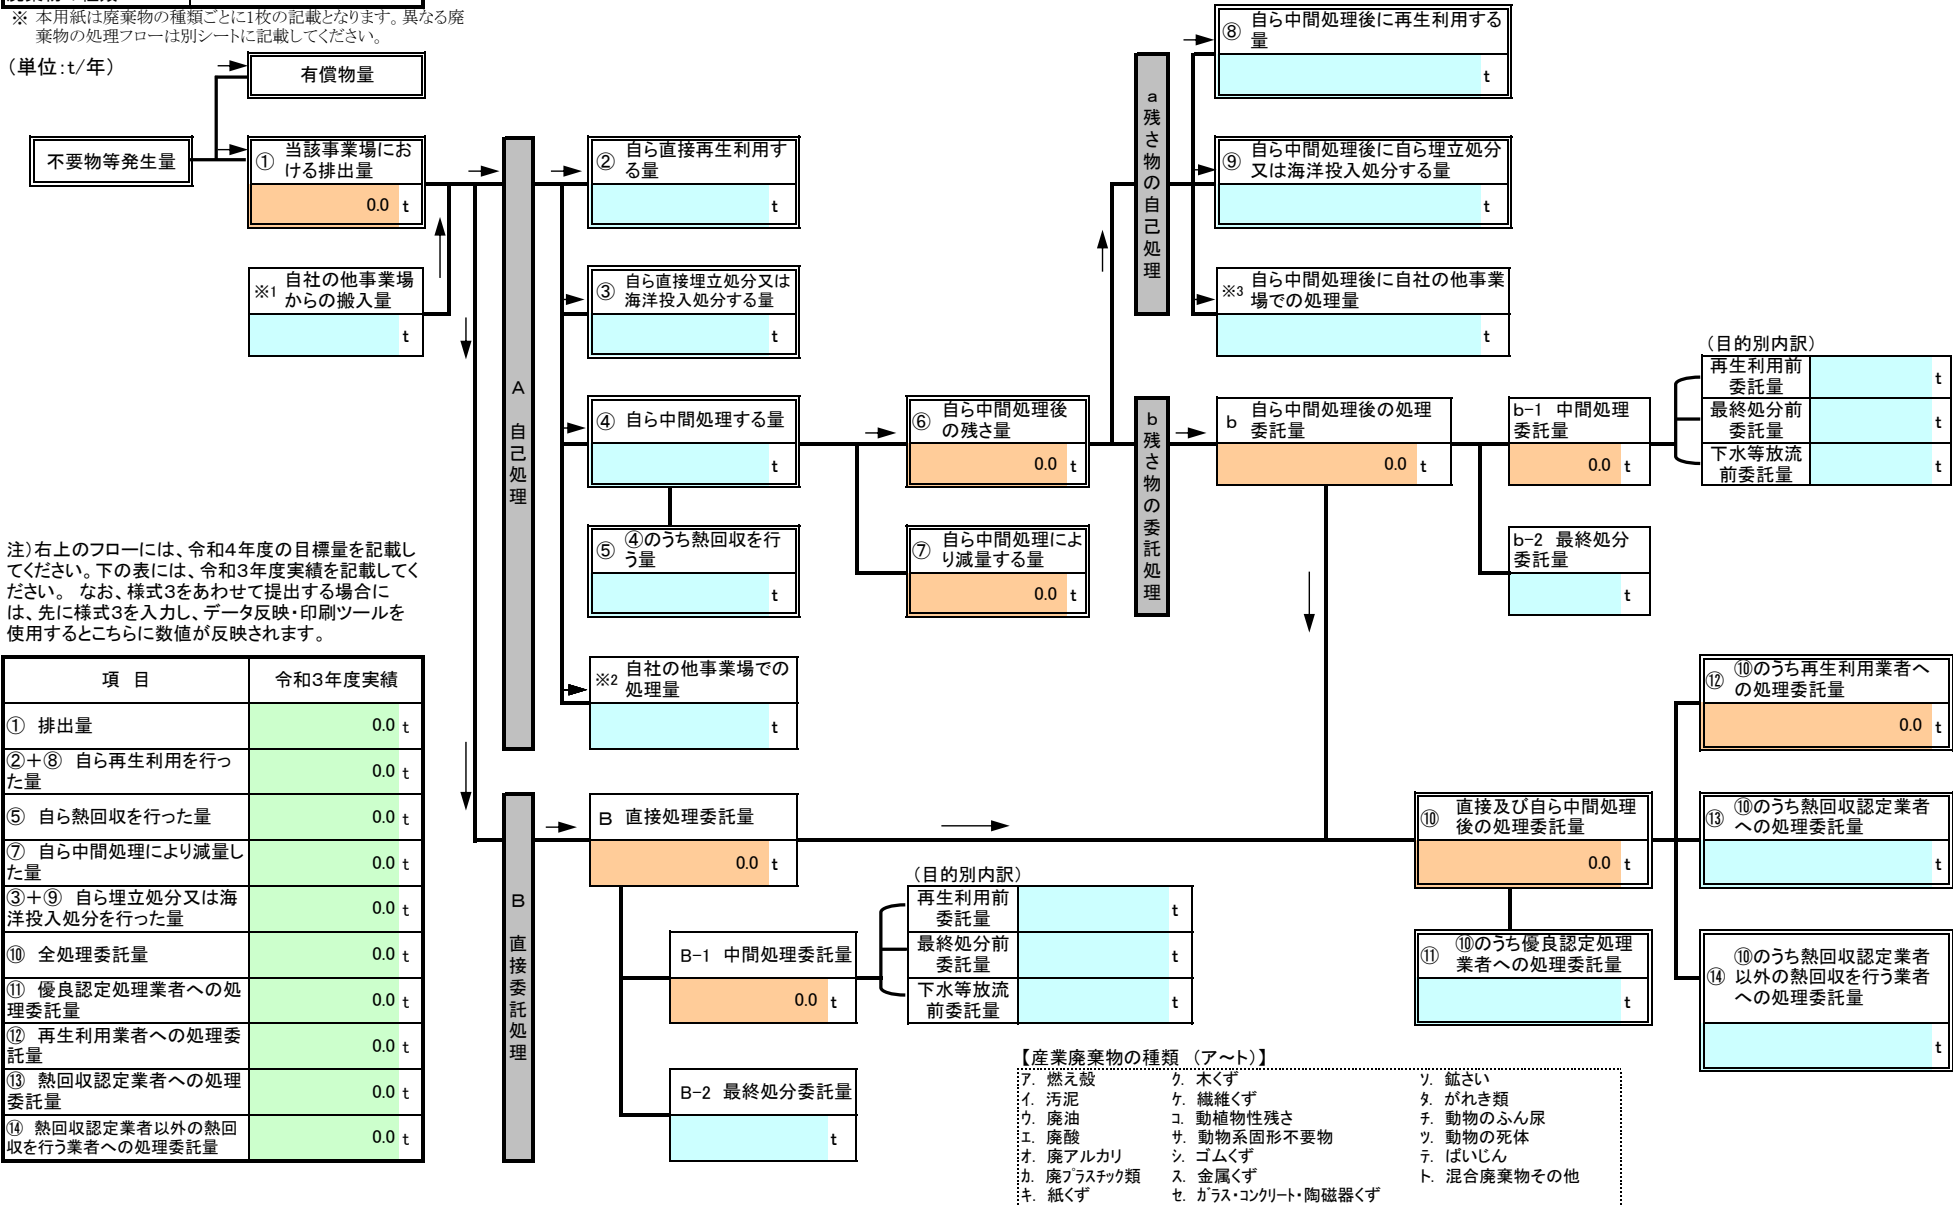 ※ 本用紙は廃棄物の種類ごとに1枚の記載となります。異なる廃
棄物の処理フローは別シートに記載してください。
（単位：t/年）
有償物量
不要物等発生量
① 当該事業場にお
ける排出量
0.0 t
※1 自社の他事業場
からの搬入量
t
A 自己処理
② 自ら直接再生利用す
る量
t
③ 自ら直接埋立処分又は
海洋投入処分する量
t
④ 自ら中間処理する量
t
⑤ ④のうち熱回収を行
う量
t
※2 自社の他事業場での
処理量
t
⑥ 自ら中間処理後
の残さ量
0.0 t
⑦ 自ら中間処理によ
り減量する量
0.0 t
a 残さ物の自己処理
⑧ 自ら中間処理後に再生利用する
量
t
⑨ 自ら中間処理後に自ら埋立処分
又は海洋投入処分する量
t
※3 自ら中間処理後に自社の他事業
場での処理量
t
b 残さ物の委託処理
b 自ら中間処理後の処理
委託量
0.0 t
b-1 中間処理
委託量
0.0 t
b-2 最終処分
委託量
t
（目的別内訳）
再生利用前
委託量
t
最終処分前
委託量
t
下水等放流
前委託量
t
注）右上のフローには、令和4年度の目標量を記載し
てください。下の表には、令和3年度実績を記載してく
ださい。 なお、様式3をあわせて提出する場合に
は、先に様式3を入力し、データ反映・印刷ツールを
使用するとこちらに数値が反映されます。
項 目 令和3年度実績
① 排出量 0.0 t
②＋⑧ 自ら再生利用を行っ
た量 0.0 t
⑤ 自ら熱回収を行った量 0.0 t
⑦ 自ら中間処理により減量し
た量 0.0 t
③＋⑨ 自ら埋立処分又は海
洋投入処分を行った量 0.0 t
⑩ 全処理委託量 0.0 t
⑪ 優良認定処理業者への処
理委託量 0.0 t
⑫ 再生利用業者への処理委
託量 0.0 t
⑬ 熱回収認定業者への処理
委託量 0.0 t
⑭ 熱回収認定業者以外の熱回
収を行う業者への処理委託量 0.0 t
B 直接委託処理
B 直接処理委託量
0.0 t
B-1 中間処理委託量
0.0 t
B-2 最終処分委託量
t
（目的別内訳）
再生利用前
委託量
t
最終処分前
委託量
t
下水等放流
前委託量
t
⑩ 直接及び自ら中間処理
後の処理委託量
0.0 t
⑪ ⑩のうち優良認定処理
業者への処理委託量
t
⑫ ⑩のうち再生利用業者へ
の処理委託量
0.0 t
⑬ ⑩のうち熱回収認定業者
への処理委託量
t
⑭ ⑩のうち熱回収認定業者
以外の熱回収を行う業者
への処理委託量
t
【産業廃棄物の種類 （ア～ト）】
ア. 燃え殻 ク. 木くず ソ. 鉱さい
イ. 汚泥 ケ. 繊維くず タ. がれき類
ウ. 廃油 コ. 動植物性残さ チ. 動物のふん尿
エ. 廃酸 サ. 動物系固形不要物 ツ. 動物の死体
オ. 廃アルカリ シ. ゴムくず テ. ばいじん
カ. 廃プラスチック類 ス. 金属くず ト. 混合廃棄物その他
キ. 紙くず セ. ガラス・コンクリート・陶磁器くず